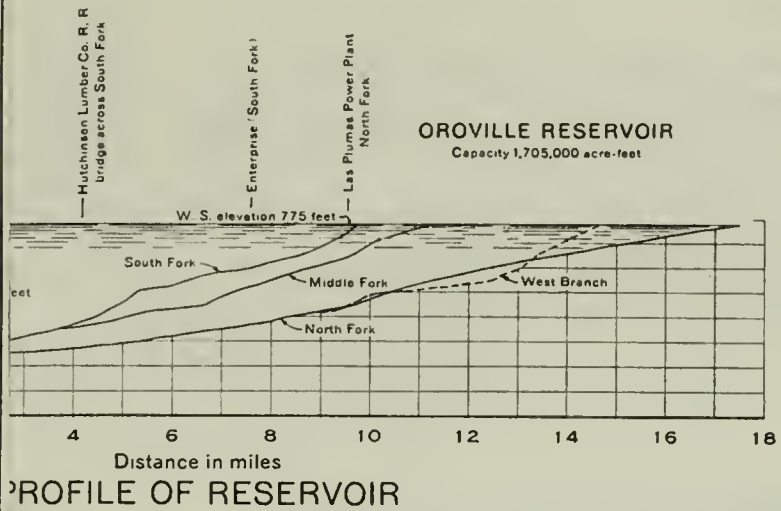 Hutchinson Lumber Co. R. R
bridge across South Fork
Enterprise (South Fork)
Las Plumas Power Plant
North Fork
OROVILLE RESERVOIR
Capacity 1,705,000 acre-feet
W. S. elevation 775 feet
South Fork
Middle Fork
West Branch
eet
North Fork
4 6 8 10 12 14 16 18
Distance in miles
PROFILE OF RESERVOIR